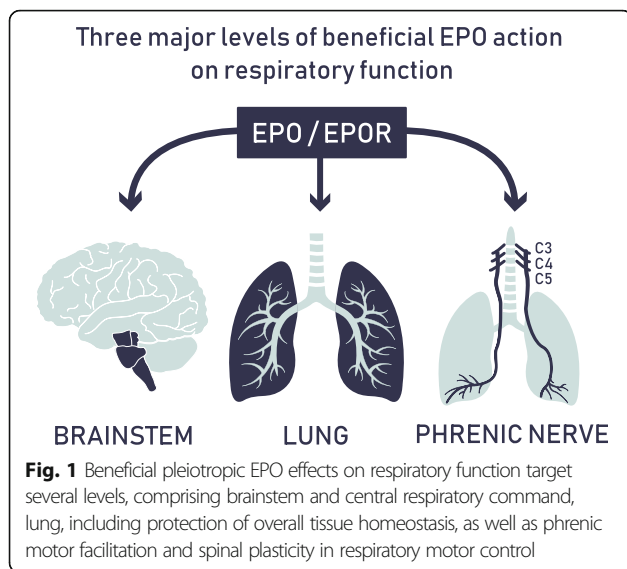 Three major levels of beneficial EPO action
on respiratory function
EPO / EPOR
C3
C4
C5
BRAINSTEM
LUNG
PHRENIC NERVE
Fig. 1 Beneficial pleiotropic EPO effects on respiratory function target
several levels, comprising brainstem and central respiratory command,
lung, including protection of overall tissue homeostasis, as well as phrenic
motor facilitation and spinal plasticity in respiratory motor control